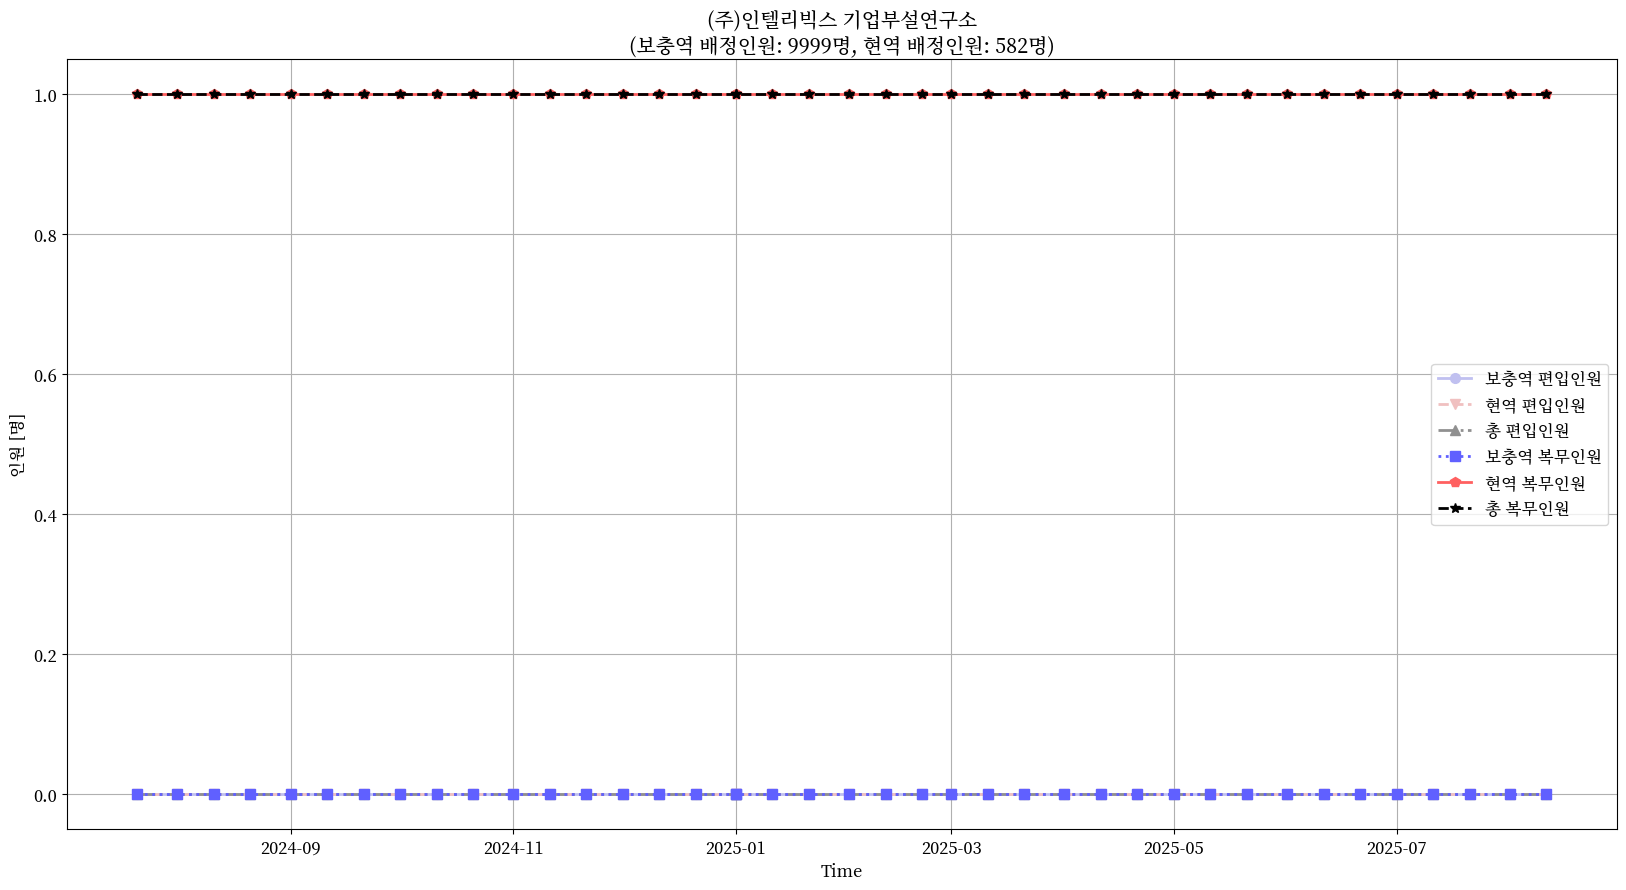 (주)인텔리빅스 기업부설연구소
(보충역 배정인원: 9999명, 현역 배정인원: 582명)
1.0
0.8
0.6
0.4
0.2
0.0
인원 [명]
보충역 편입인원
현역 편입인원
총 편입인원
보충역 복무인원
현역 복무인원
총 복무인원
2024-09
2024-11
2025-01
2025-03
2025-05
2025-07
Time